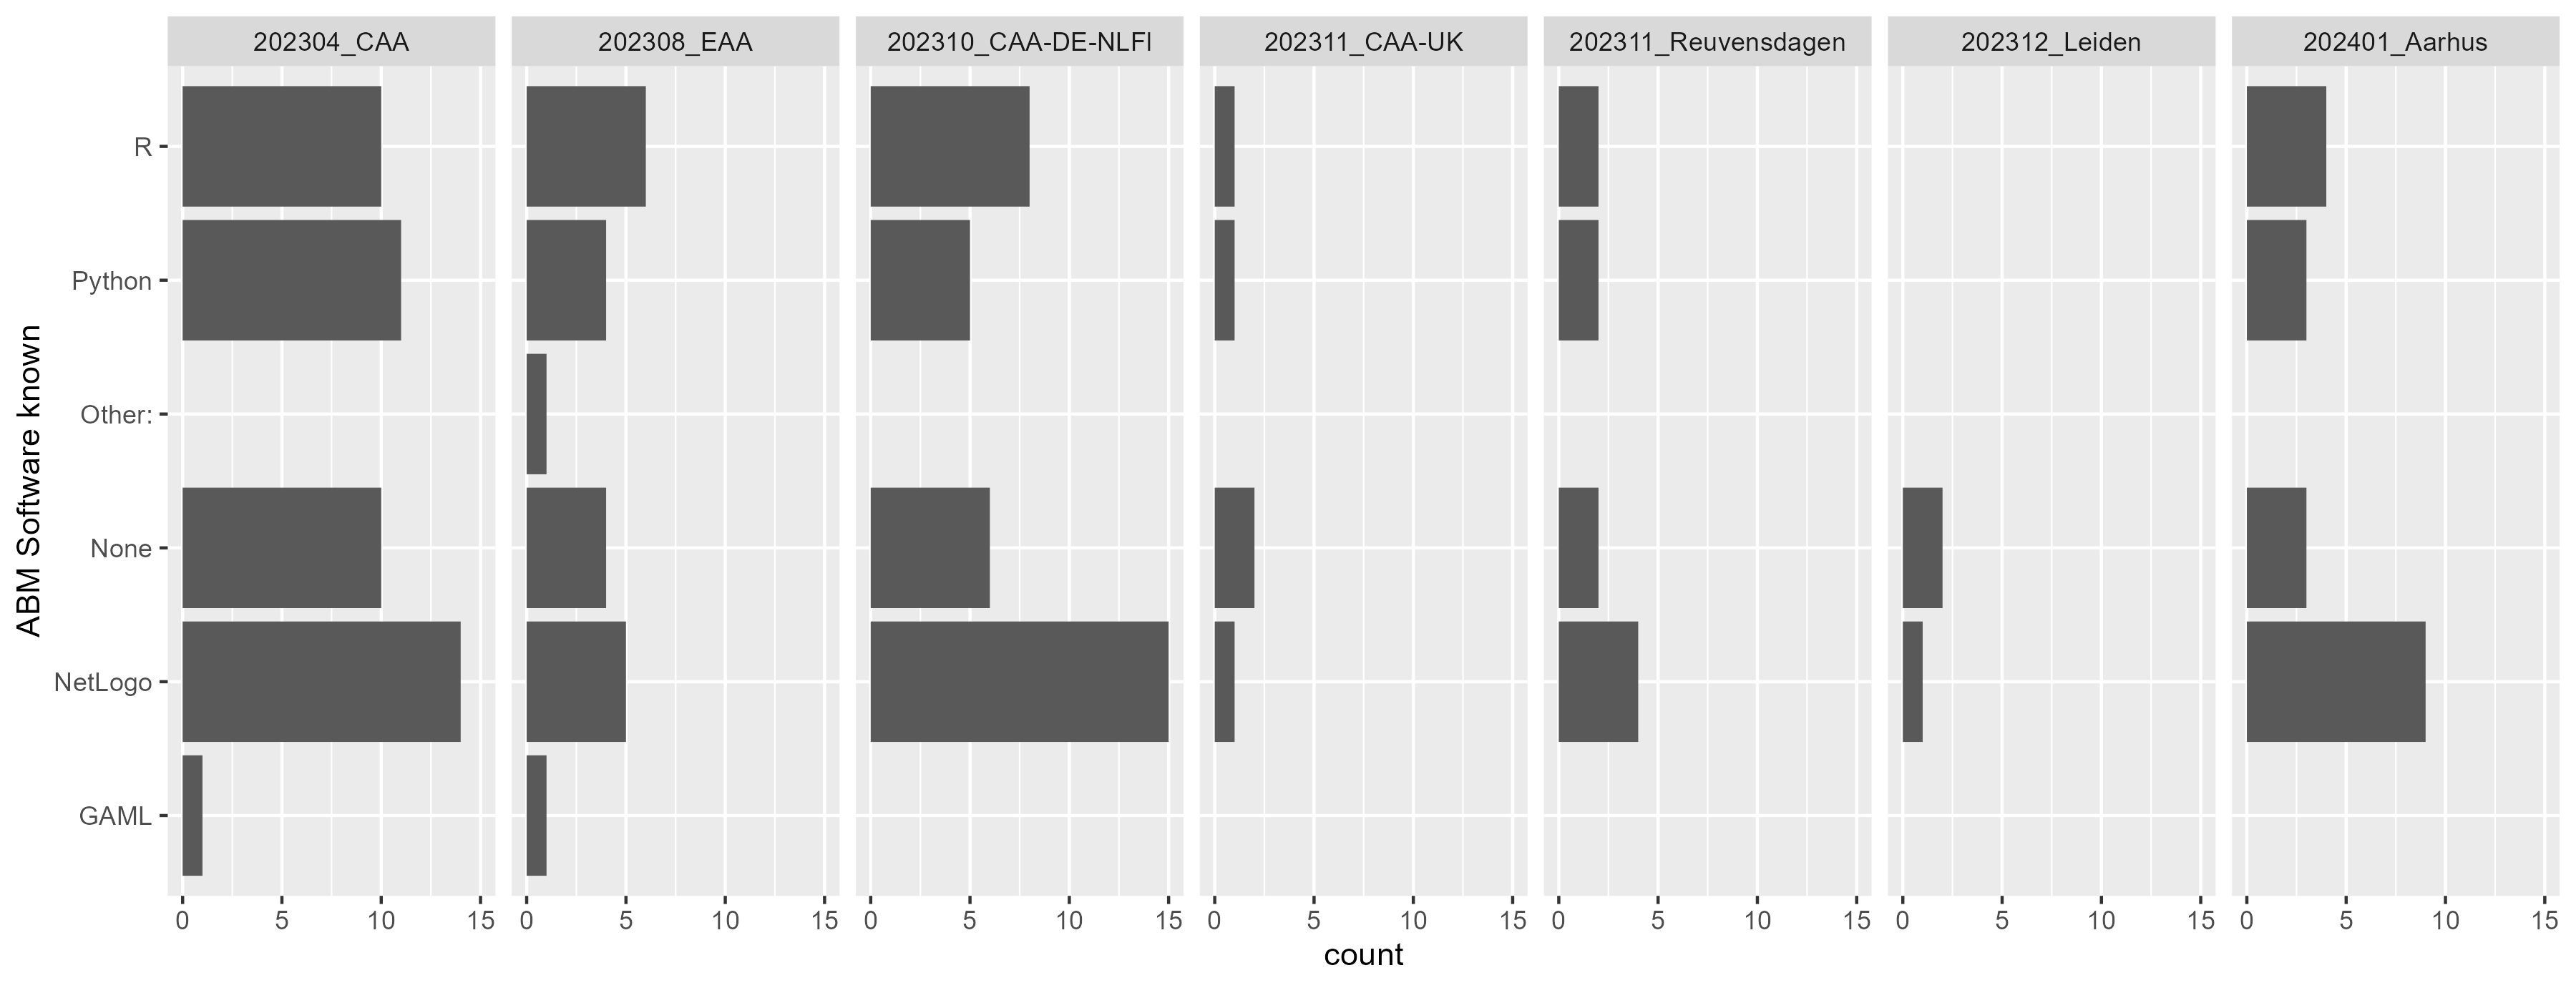 202304_CAA 202308_EAA 202310_CAA-DE-NLFl 202311_CAA-UK 202311_Reuvensdagen 202312_Leiden 202401_Aarhus
R
Python
Other:
None
NetLogo
GAML
ABM Software known
0 5 10 15 0 5 10 15 0 5 10 15 0 5 10 15 0 5 10 15 0 5 10 15 0 5 10 15
count